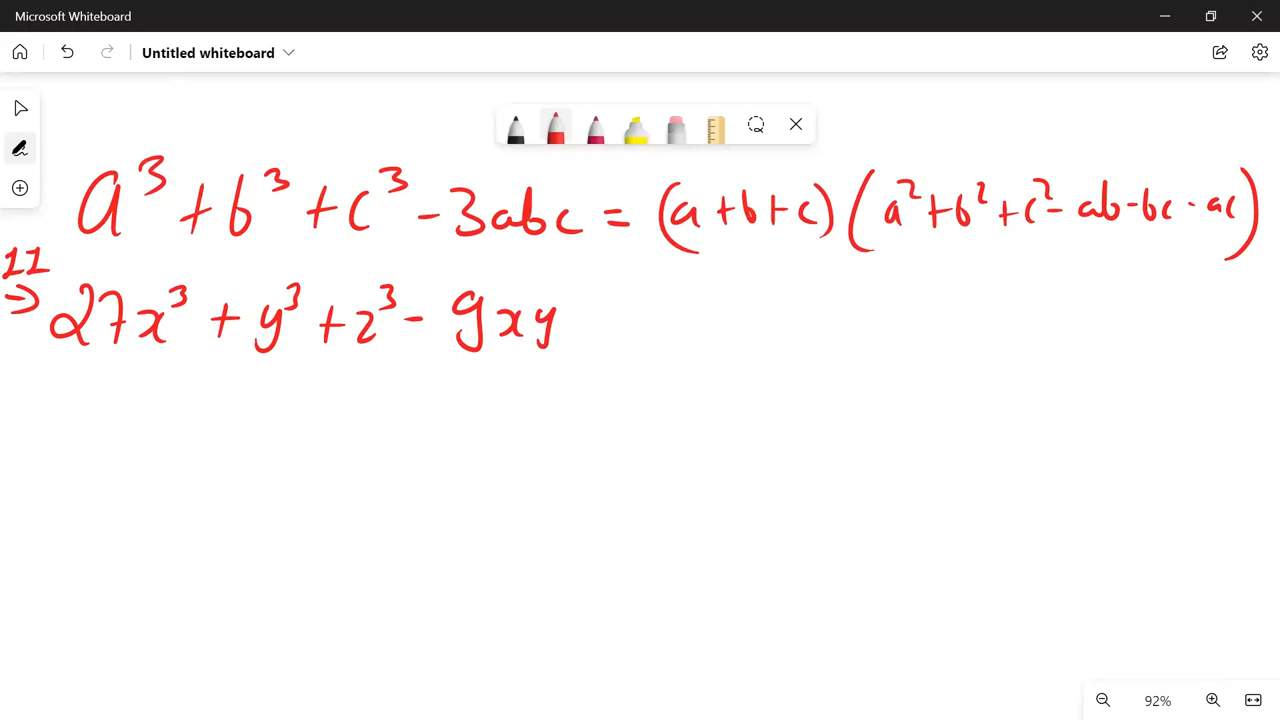 Microsoft Whiteboard
Untitled whiteboard
a³ + b³ + c³ - 3abc = (a + b + c) (a² + b² + c² - ab - bc - ac)
11
⇒ 27x³ + y³ + z³ - 9xy
92%